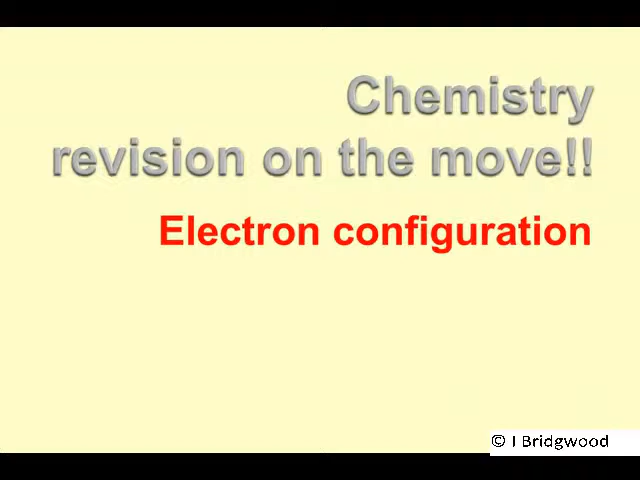 Chemistry
revision on the move!!
Electron configuration
© I Bridgwood